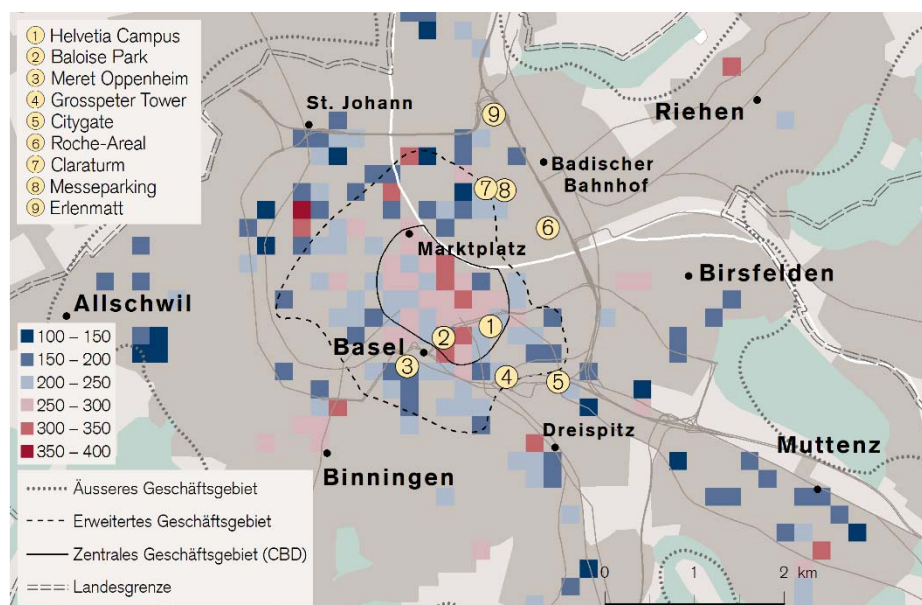 1 Helvetia Campus
2 Baloise Park
3 Meret Oppenheim
4 Grosspeter Tower
5 Citygate
6 Roche-Areal
7 Claraturm
8 Messeparking
9 Erlenmatt
St. Johann
9
Riehen
Badischer
Bahnhof
7 8
6
Marktplatz
Birsfelden
Allschwil
100 – 150
150 – 200
200 – 250
250 – 300
300 – 350
350 – 400
1
2
Basel
3
4
5
Dreispitz
Muttenz
Binningen
Äusseres Geschäftsgebiet
Erweitertes Geschäftsgebiet
Zentrales Geschäftsgebiet (CBD)
Landesgrenze
0 1 2 km